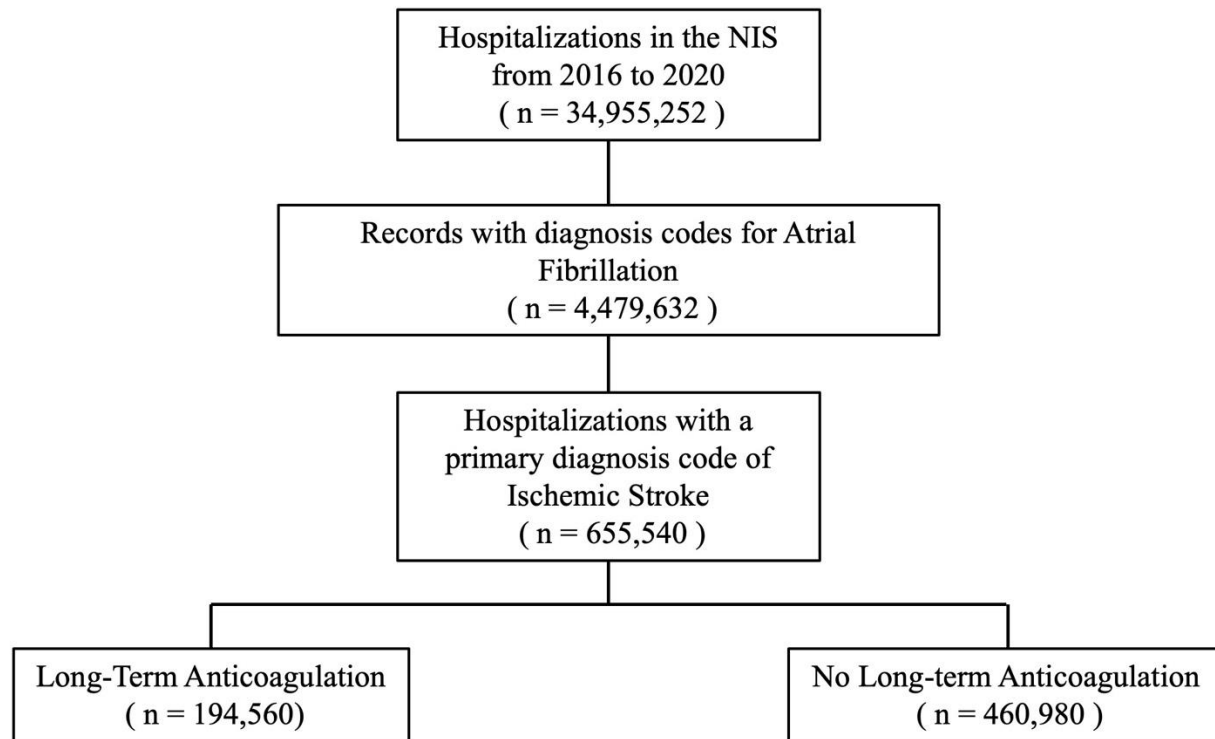 Hospitalizations in the NIS
from 2016 to 2020
( n = 34,955,252 )
Records with diagnosis codes for Atrial
Fibrillation
( n = 4,479,632 )
Hospitalizations with a
primary diagnosis code of
Ischemic Stroke
( n = 655,540 )
Long-Term Anticoagulation
( n = 194,560)
No Long-term Anticoagulation
( n = 460,980 )